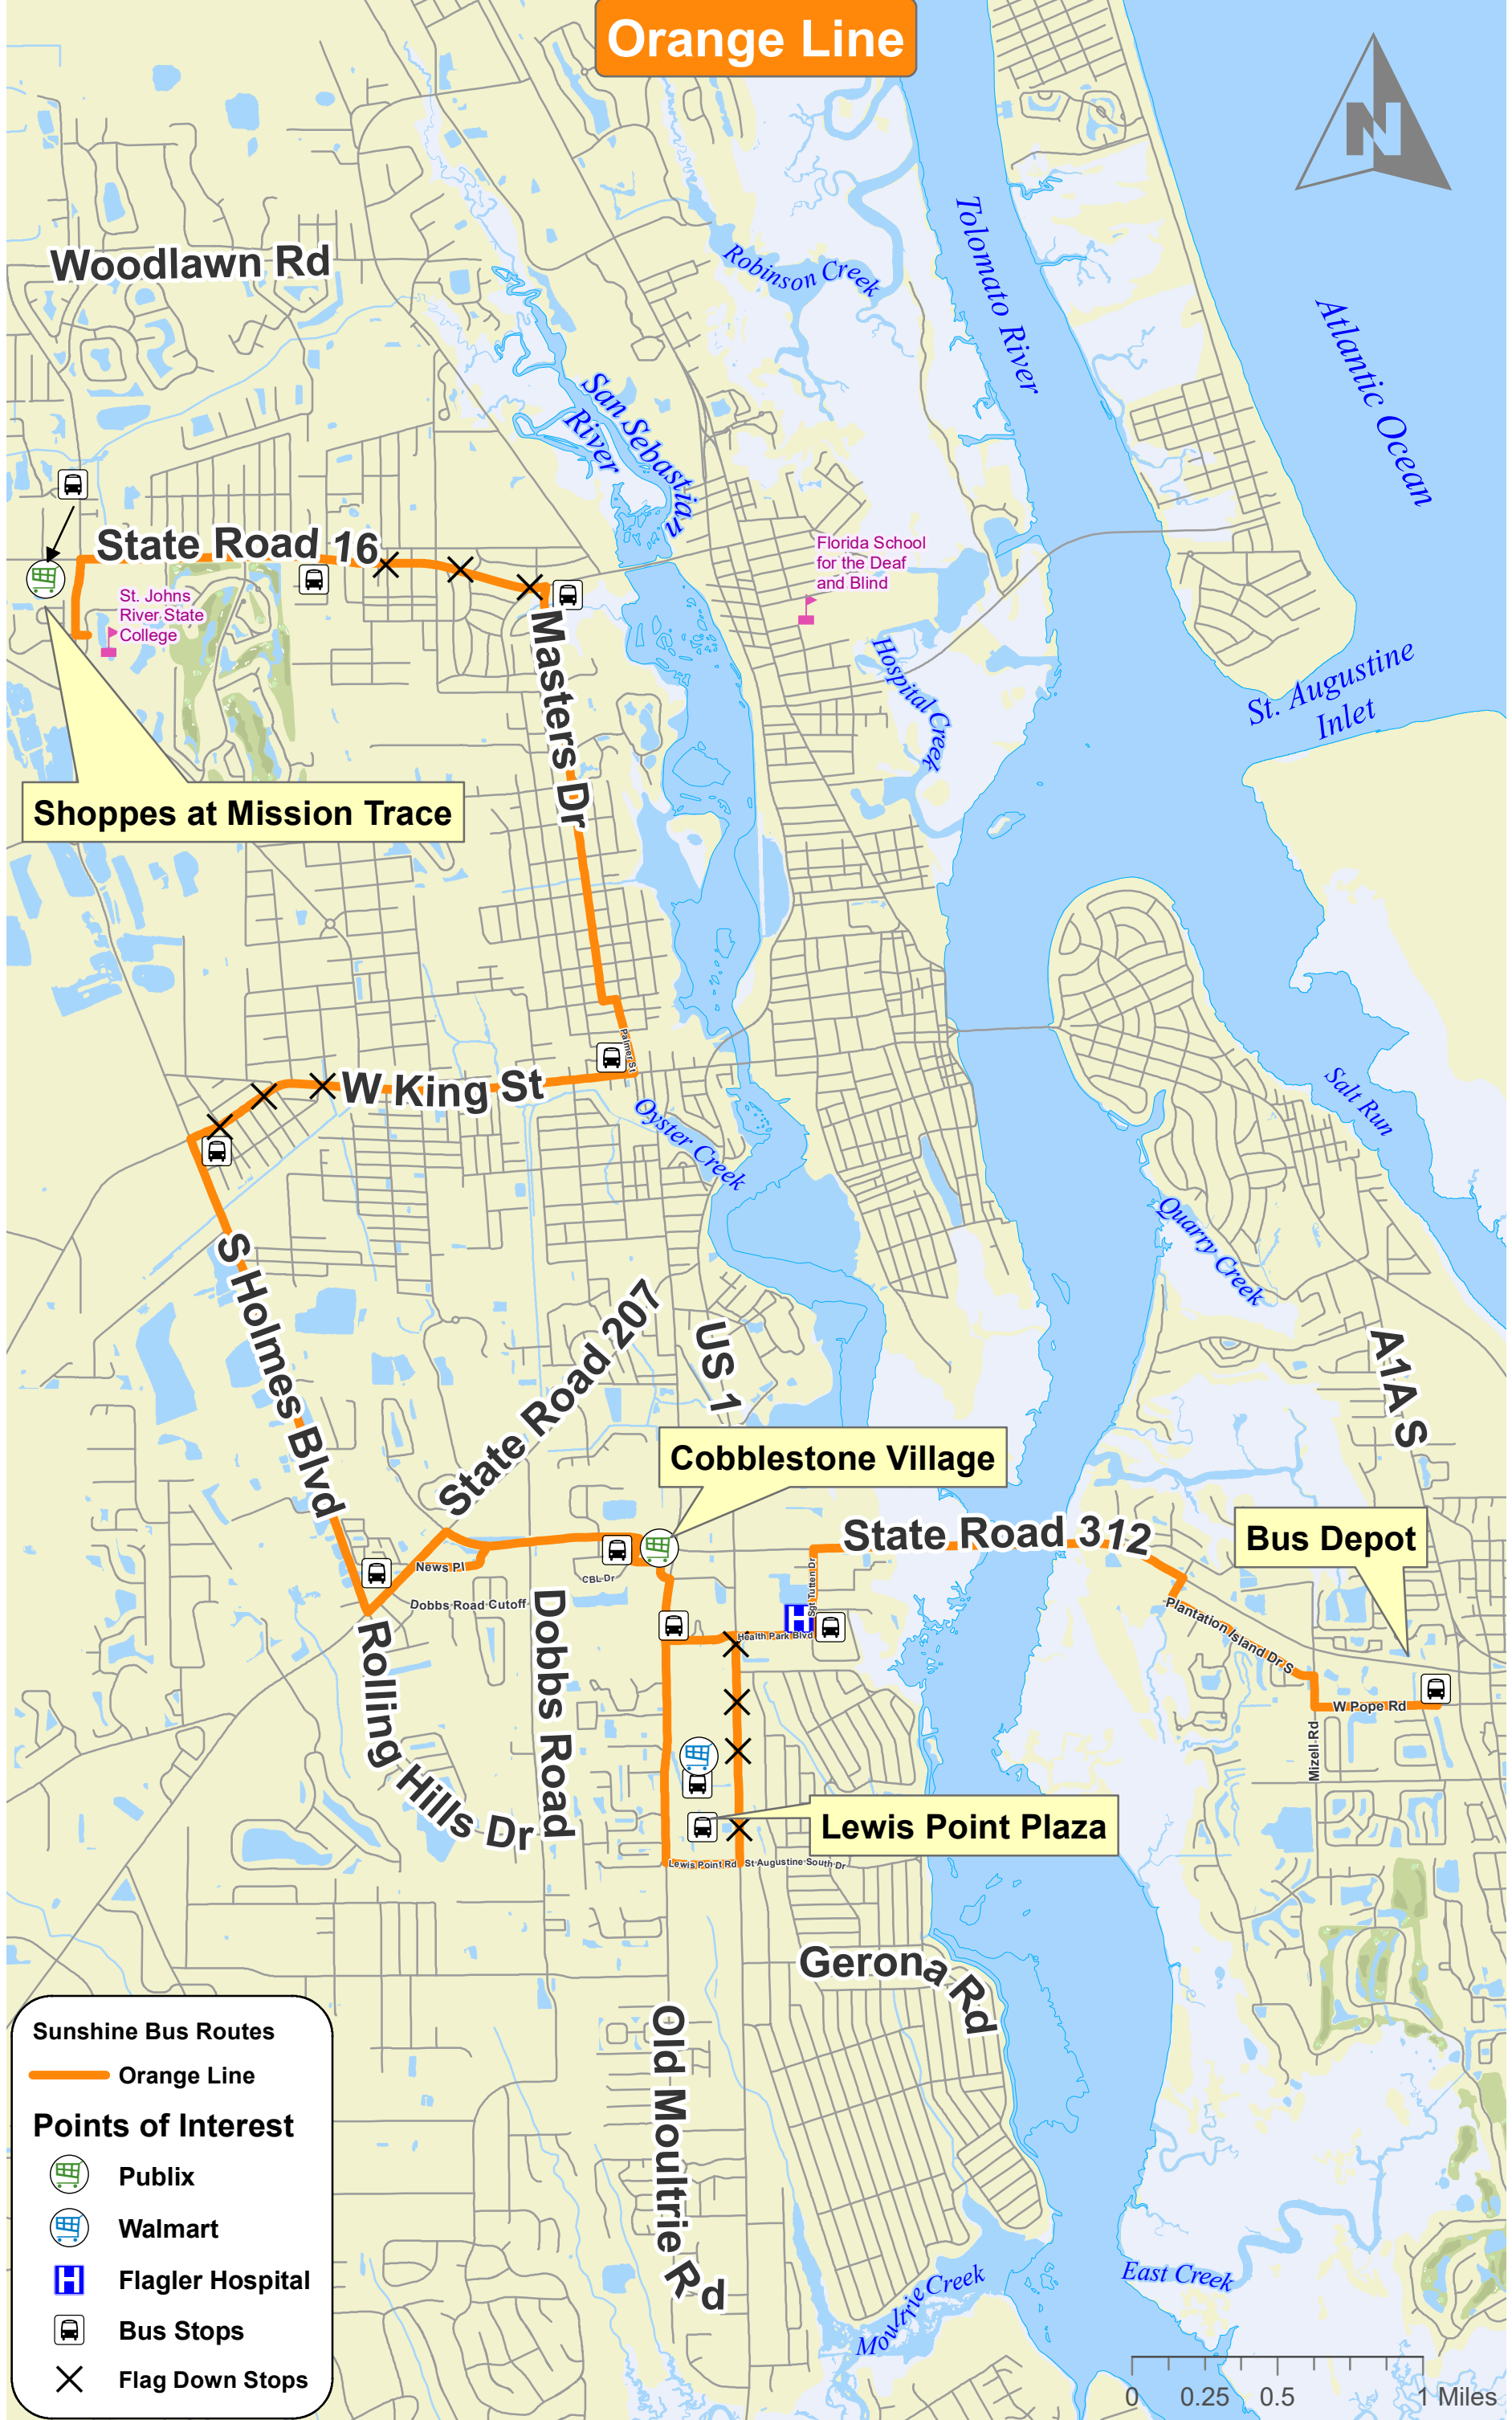 Orange Line
N
Woodlawn Rd
Robinson Creek
Tolomato River
Atlantic Ocean
San Sebastian
River
State Road 16
Florida School
for the Deaf
and Blind
St. Johns
River State
College
Masters Dr
Hospital Creek
St. Augustine
Inlet
Shoppes at Mission Trace
Palmer St
W King St
Oyster Creek
Salt Run
Quarry Creek
S Holmes Blvd
State Road 207
US 1
A1A S
Cobblestone Village
State Road 312
Bus Depot
News Pl
CBL Dr
Dobbs Road Cutoff
Sgt Tutten Dr
H
Health Park Blvd
Plantation Island Dr S
W Pope Rd
Mizell Rd
Rolling Hills Dr
Dobbs Road
Lewis Point Plaza
Lewis Point Rd
St Augustine South Dr
Gerona Rd
Old Moultrie Rd
Moultrie Creek
East Creek
Sunshine Bus Routes
Orange Line
Points of Interest
Publix
Walmart
H Flagler Hospital
Bus Stops
Flag Down Stops
0 0.25 0.5 1 Miles